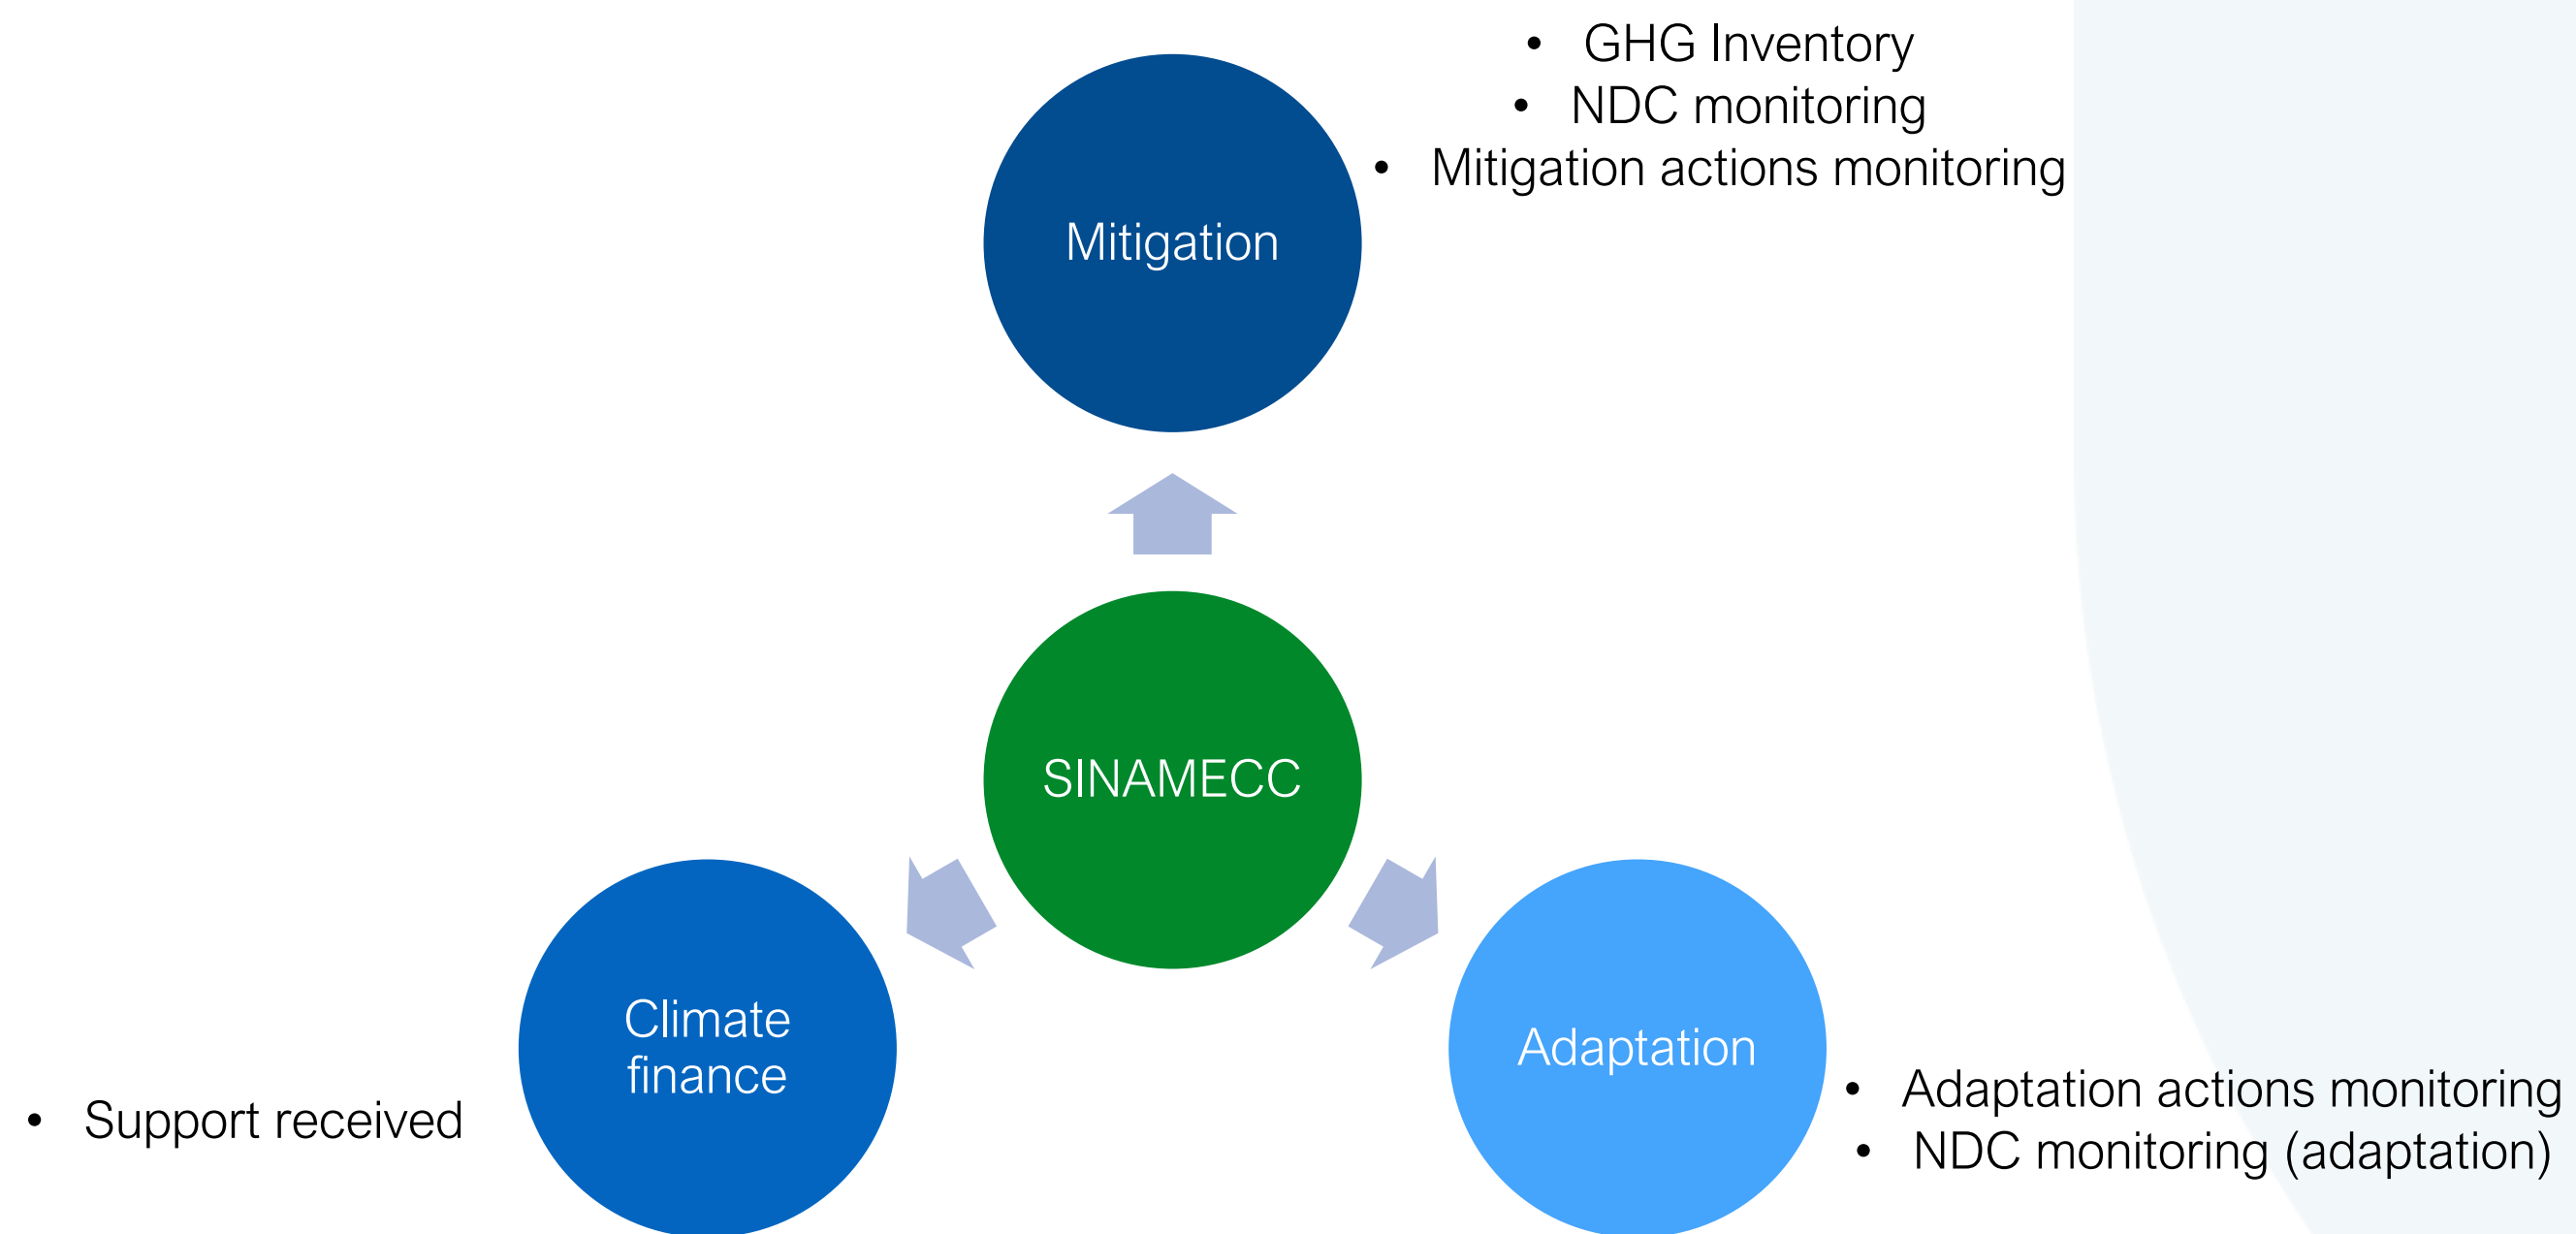 • GHG Inventory
• NDC monitoring
• Mitigation actions monitoring
Mitigation
SINAMECC
Climate
finance
• Support received
Adaptation
• Adaptation actions monitoring
• NDC monitoring (adaptation)